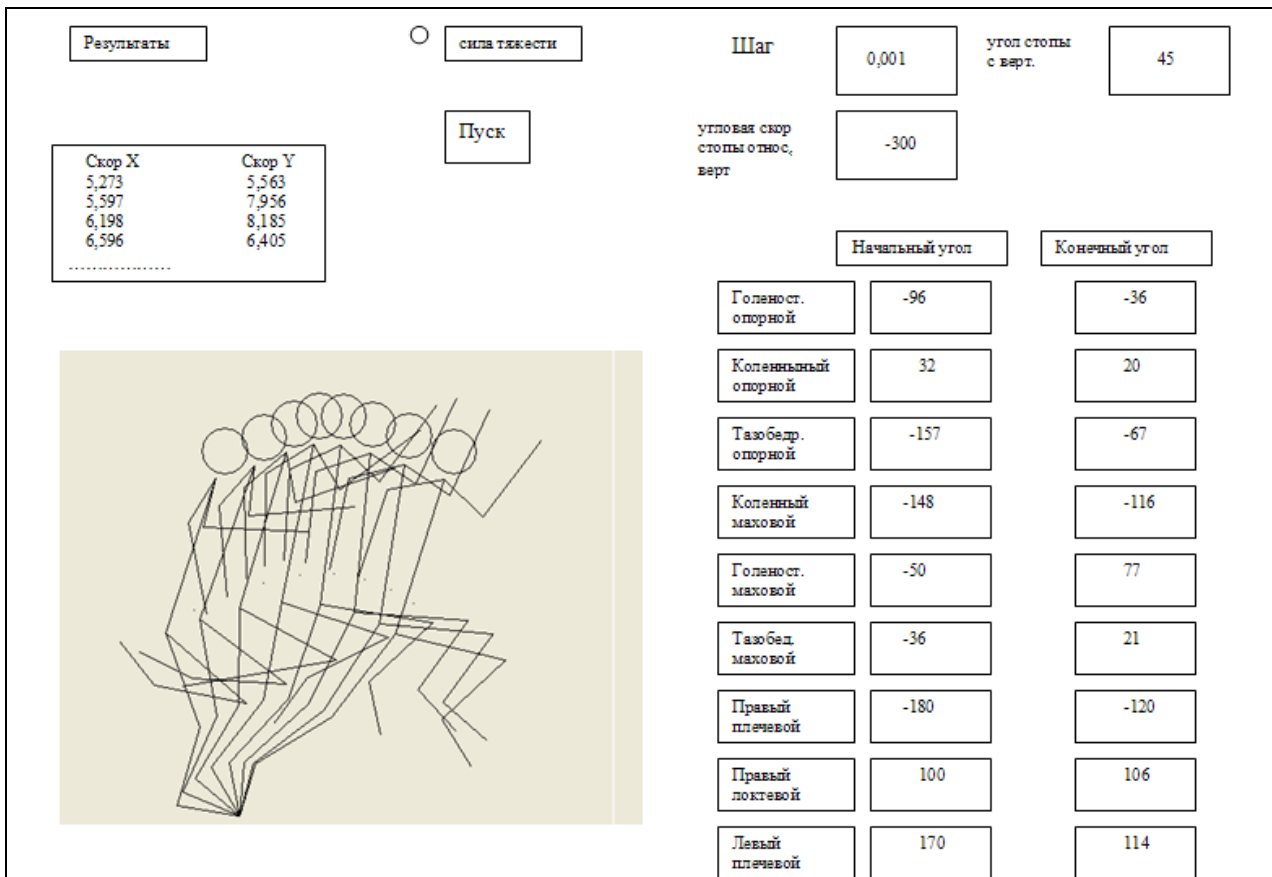 Результаты
сила тяжести
Шаг
0,001
угол стопы
с верт.
45
Пуск
угловая скор
стопы относ,
верт
-300
Скор X Скор Y
5,273 5,563
5,597 7,956
6,198 8,185
6,596 6,405
...................
Начальный угол Конечный угол
Голеност.
опорной
-96 -36
Коленныный
опорной
32 20
Тазобедр.
опорной
-157 -67
Коленный
маховой
-148 -116
Голеност.
маховой
-50 77
Тазобед.
маховой
-36 21
Правый
плечевой
-180 -120
Правый
локтевой
100 106
Левый
плечевой
170 114